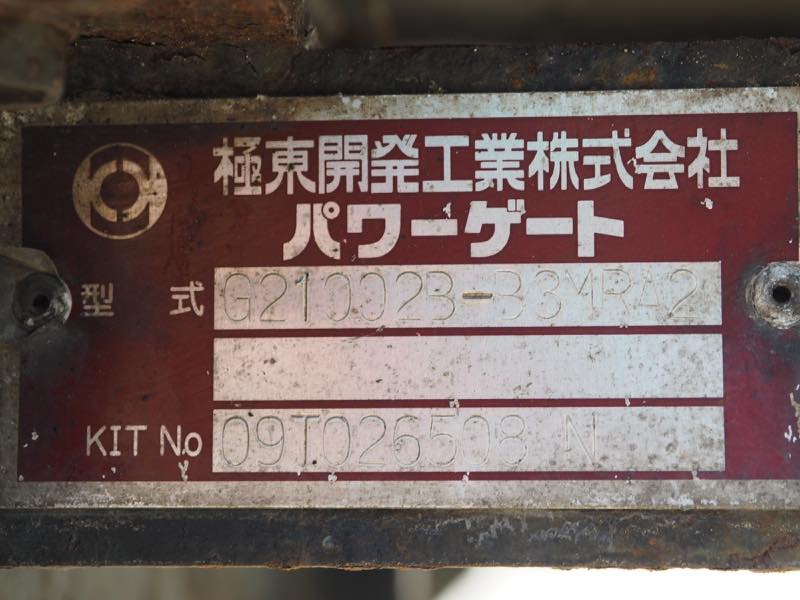 極東開発工業株式会社
パワーゲート
型式 G21002B-B3MRA2
KIT No 09T026508 N